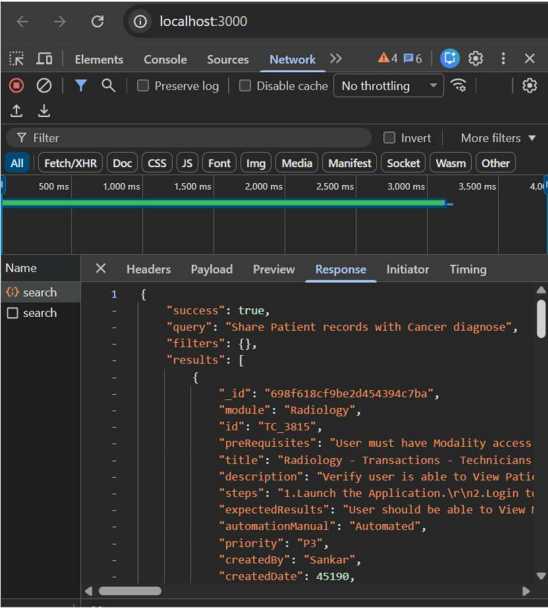 localhost:3000
Elements Console Sources Network 4 6
Preserve log Disable cache No throttling
Filter Invert More filters
All Fetch/XHR Doc CSS JS Font Img Media Manifest Socket Wasm Other
500 ms 1,000 ms 1,500 ms 2,000 ms 2,500 ms 3,000 ms 3,500 ms 4,0
Name Headers Payload Preview Response Initiator Timing
search
search
1 {
- "success": true,
- "query": "Share Patient records with Cancer diagnose",
- "filters": {},
- "results": [
- {
- "_id": "698f618cf9be2d454394c7ba",
- "module": "Radiology",
- "id": "TC_3815",
- "preRequisites": "User must have Modality access
- "title": "Radiology - Transactions - Technicians
- "description": "Verify user is able to View Pati
- "steps": "1.Launch the Application.\r\n2.Login to
- "expectedResults": "User should be able to View
- "automationManual": "Automated",
- "priority": "P3",
- "createdBy": "Sankar",
- "createdDate": 45190,